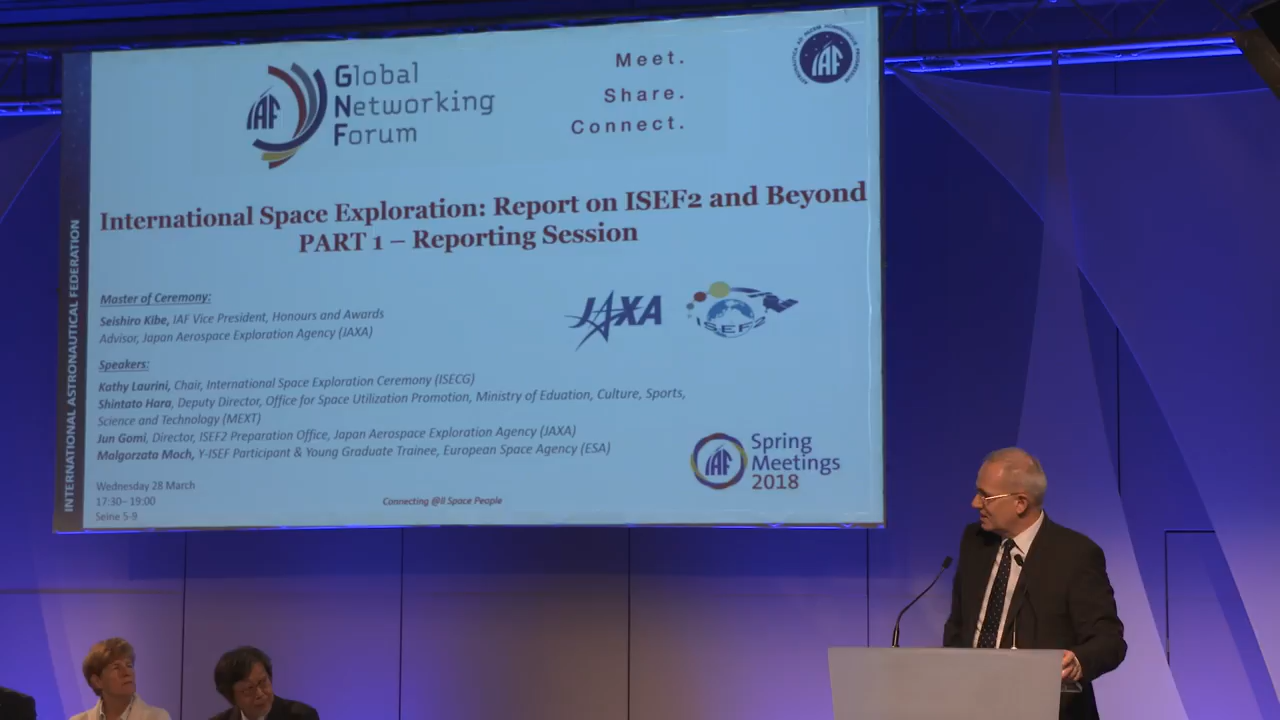 Global
Networking
Forum
IAF
Meet.
Share.
Connect.
IAF
International Space Exploration: Report on ISEF2 and Beyond
PART 1 – Reporting Session
INTERNATIONAL ASTRONAUTICAL FEDERATION
Master of Ceremony:
Seishiro Kibe, IAF Vice President, Honours and Awards
Advisor, Japan Aerospace Exploration Agency (JAXA)
JAXA
ISEF2
Speakers:
Kathy Laurini, Chair, International Space Exploration Ceremony (ISECG)
Shintato Hara, Deputy Director, Office for Space Utilization Promotion, Ministry of Eduation, Culture, Sports,
Science and Technology (MEXT)
Jun Gomi, Director, ISEF2 Preparation Office, Japan Aerospace Exploration Agency (JAXA)
Malgorzata Moch, Y-ISEF Participant & Young Graduate Trainee, European Space Agency (ESA)
IAF
Spring
Meetings
2018
Wednesday 28 March
17:30– 19:00
Seine 5-9
Connecting @ll Space People